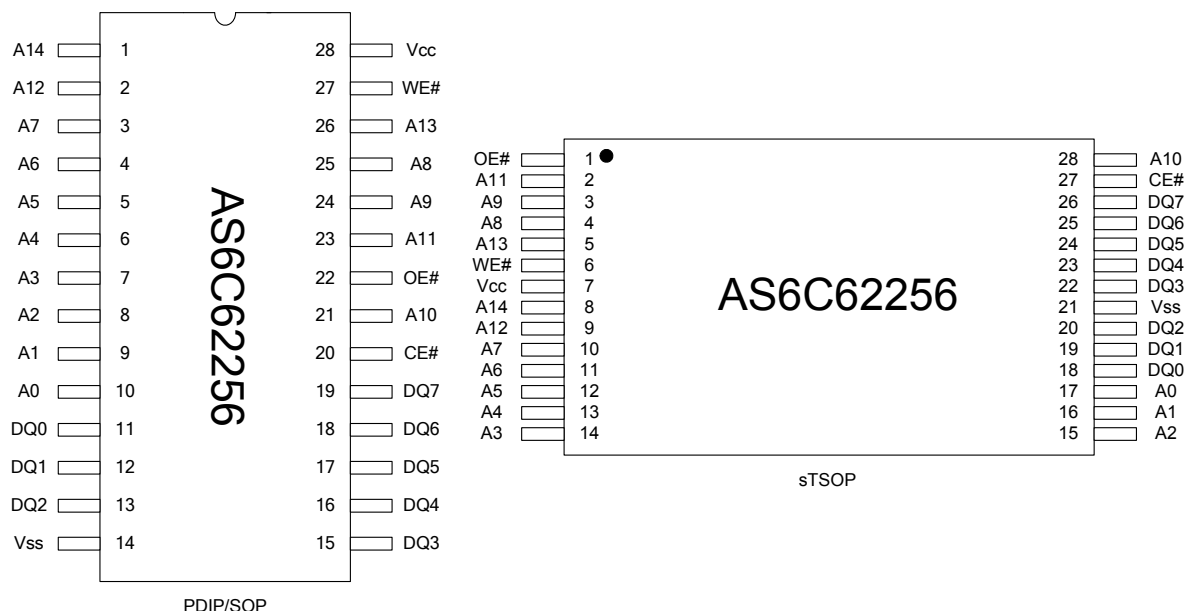 A14 1 28 Vcc
A12 2 27 WE#
A7 3 26 A13
A6 4 25 A8
A5 5 24 A9
A4 6 23 A11
A3 7 22 OE#
A2 8 21 A10
A1 9 20 CE#
A0 10 19 DQ7
DQ0 11 18 DQ6
DQ1 12 17 DQ5
DQ2 13 16 DQ4
Vss 14 15 DQ3
AS6C62256
PDIP/SOP
OE# 1 28 A10
A11 2 27 CE#
A9 3 26 DQ7
A8 4 25 DQ6
A13 5 24 DQ5
WE# 6 23 DQ4
Vcc 7 22 DQ3
A14 8 21 Vss
A12 9 20 DQ2
A7 10 19 DQ1
A6 11 18 DQ0
A5 12 17 A0
A4 13 16 A1
A3 14 15 A2
AS6C62256
sTSOP